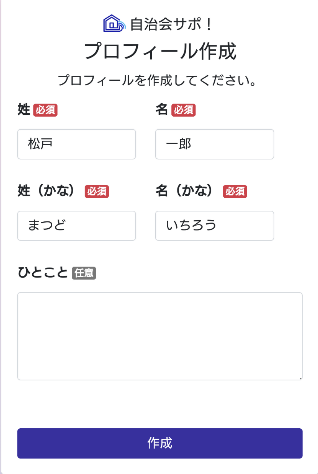 自治会サポ！
プロフィール作成
プロフィールを作成してください。
姓 必須 名 必須
松戸 一郎
姓（かな） 必須 名（かな） 必須
まつど いちろう
ひとこと 任意
作成